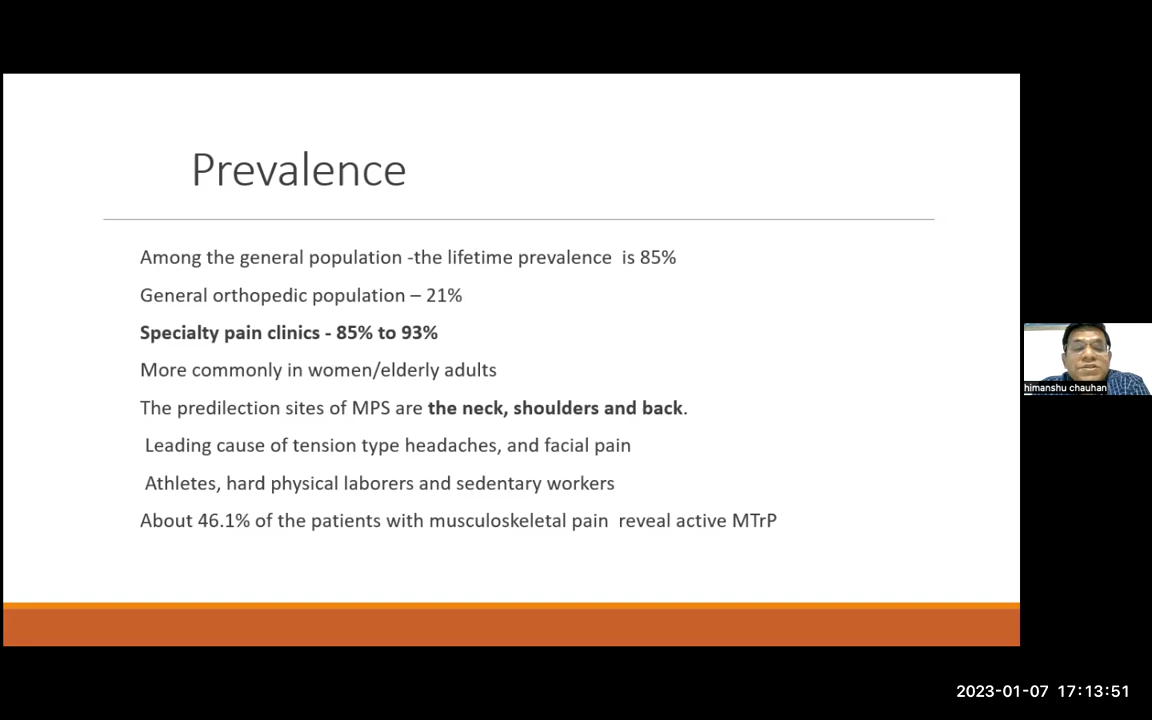 Prevalence
Among the general population -the lifetime prevalence  is 85%
General orthopedic population – 21%
Specialty pain clinics - 85% to 93%
More commonly in women/elderly adults
The predilection sites of MPS are the neck, shoulders and back.
Leading cause of tension type headaches, and facial pain
Athletes, hard physical laborers and sedentary workers
About 46.1% of the patients with musculoskeletal pain  reveal active MTrP
himanshu chauhan
2023-01-07 17:13:51